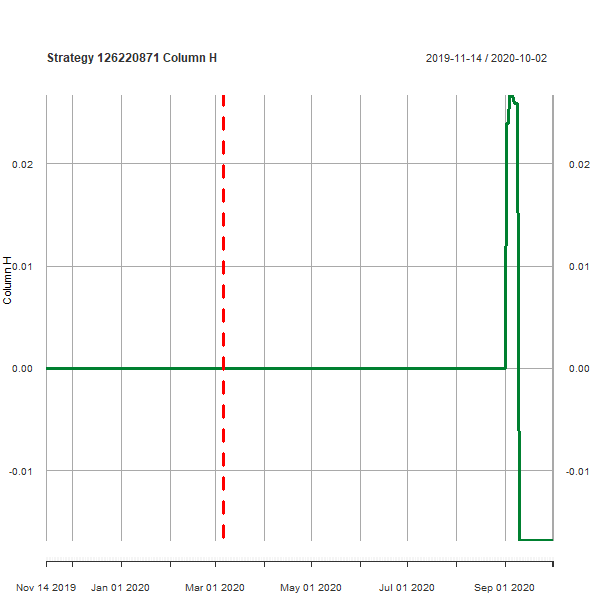 Strategy 126220871 Column H
2019-11-14 / 2020-10-02
0.02 0.02
0.01 0.01
Column H
0.00 0.00
-0.01 -0.01
Nov 14 2019 Jan 01 2020 Mar 01 2020 May 01 2020 Jul 01 2020 Sep 01 2020